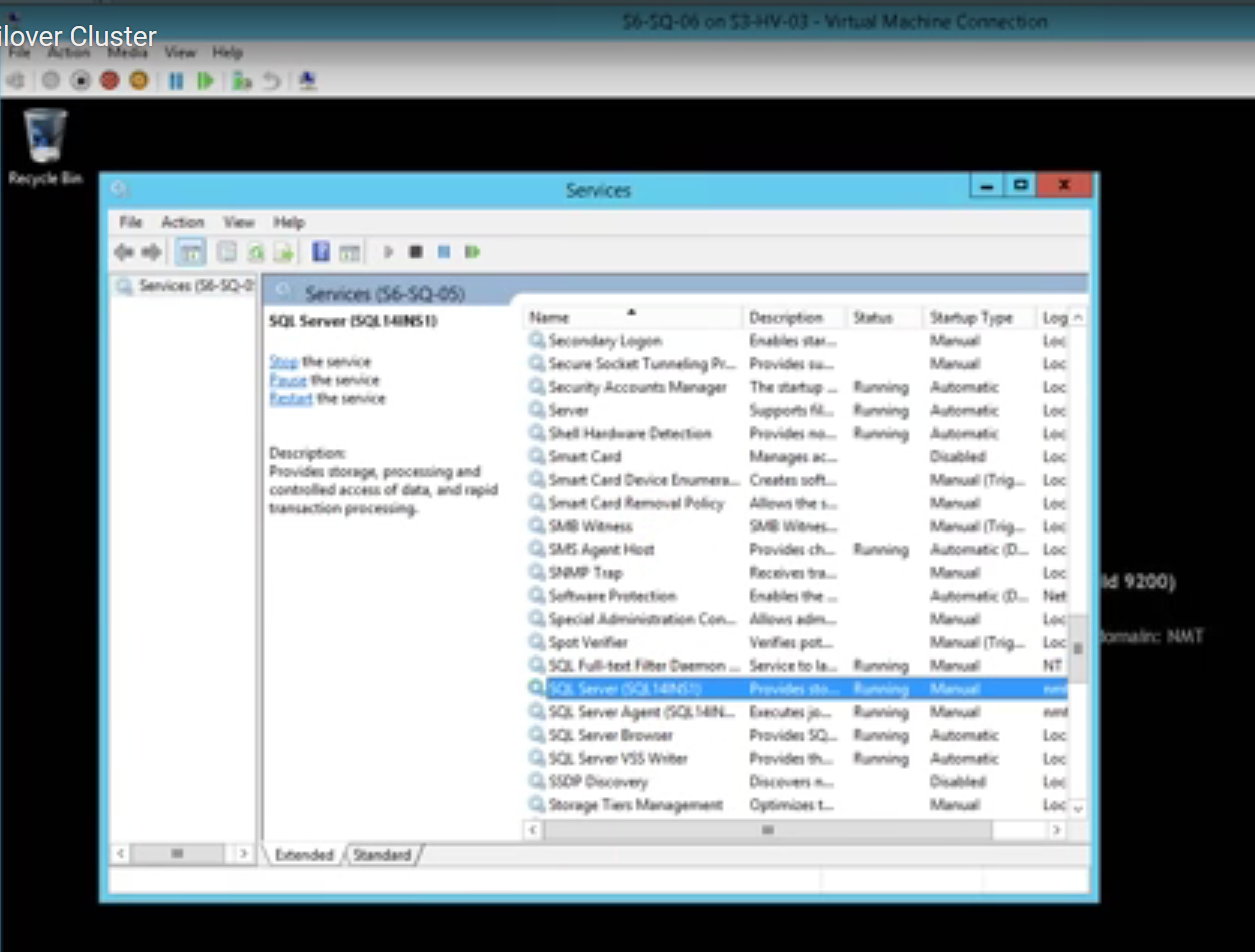 S6-SQ-06 on S3-HV-03 - Virtual Machine Connection
ilover Cluster
File Action Media View Help
Recycle Bin
Services
File Action View Help
Services (S6-SQ-0
Services (S6-SQ-05)
SQL Server (SQL14INS1)
Stop the service
Pause the service
Restart the service
Description:
Provides storage, processing and
controlled access of data, and rapid
transaction processing.
Name Description Status Startup Type Log
Secondary Logon Enables star... Manual Loc
Secure Socket Tunneling Pr... Provides su... Manual Loc
Security Accounts Manager The startup ... Running Automatic Loc
Server Supports fil... Running Automatic Loc
Shell Hardware Detection Provides no... Running Automatic Loc
Smart Card Manages ac... Disabled Loc
Smart Card Device Enumera... Creates soft... Manual (Trig... Loc
Smart Card Removal Policy Allows the s... Manual Loc
SMB Witness SMB Witnes... Manual (Trig... Loc
SMS Agent Host Provides ch... Running Automatic (D... Loc
SNMP Trap Receives tra... Manual Loc
Software Protection Enables the ... Automatic (D... Net
Special Administration Con... Allows adm... Manual Loc
Spot Verifier Verifies pot... Manual (Trig... Loc
SQL Full-text Filter Daemon ... Service to la... Running Manual NT
SQL Server (SQL14INS1) Provides sto... Running Manual nmt
SQL Server Agent (SQL14IN... Executes jo... Running Manual nmt
SQL Server Browser Provides SQ... Running Automatic Loc
SQL Server VSS Writer Provides th... Running Automatic Loc
SSDP Discovery Discovers n... Disabled Loc
Storage Tiers Management Optimizes t... Manual Loc
Extended Standard
ld 9200)
domain: NMT